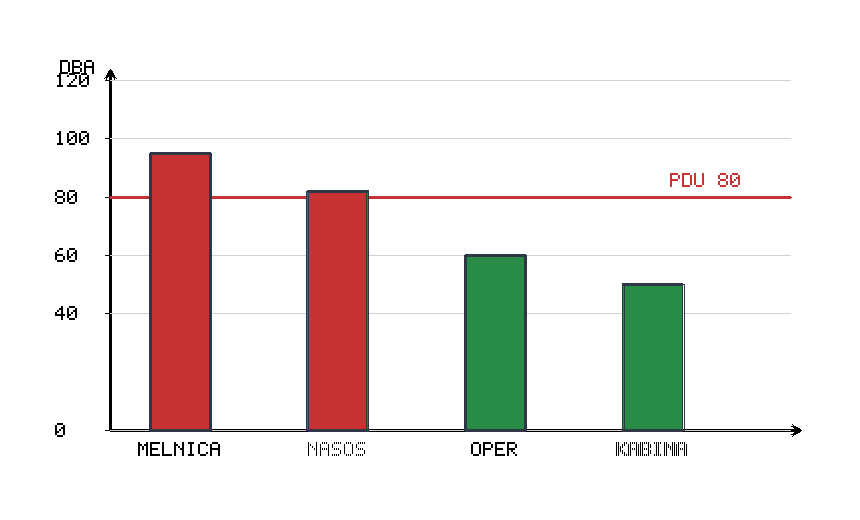 DBA
120
100
PDU 80
80
60
40
0
MELNICA NASOS OPER KABINA